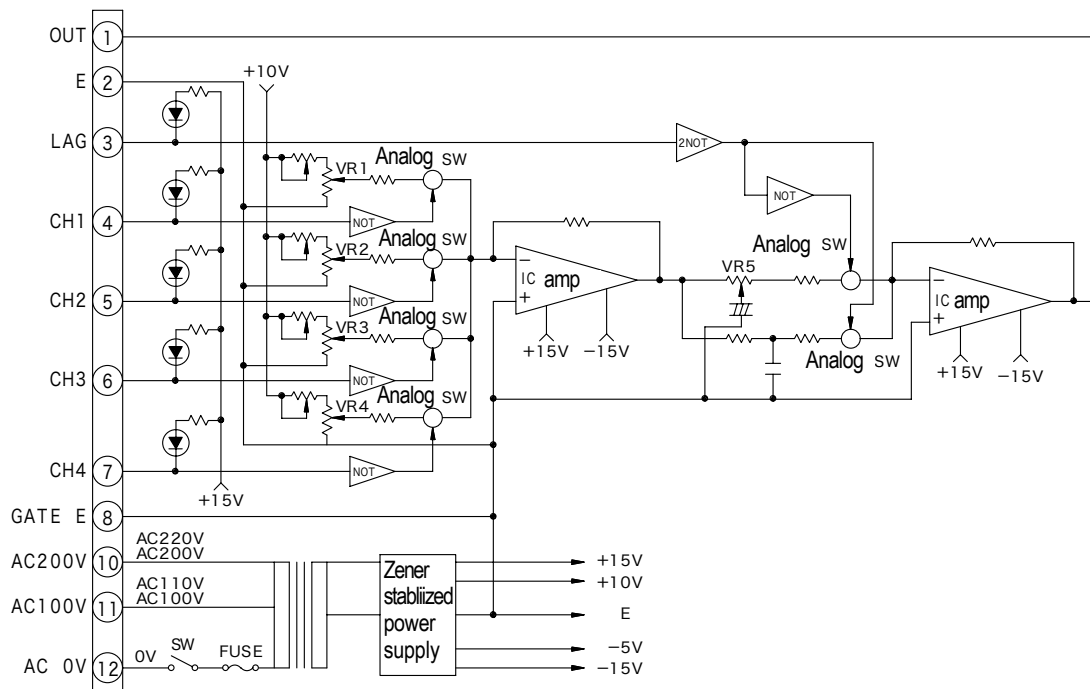 OUT 1
E 2
+10V
LAG 3
2NOT
Analog SW
VR1
NOT
CH1 4
NOT
Analog SW
VR2
Analog SW
VR5
IC amp
− +
IC amp
− +
CH2 5
NOT
Analog SW
VR3
+15V −15V
Analog SW
+15V −15V
CH3 6
NOT
Analog SW
VR4
CH4 7
NOT
+15V
GATE E 8
AC220V
AC200V 10 AC200V
AC110V
AC100V 11 AC100V
AC 0V 12 0V SW FUSE
Zener
stabliized
power
supply
+15V
+10V
E
−5V
−15V